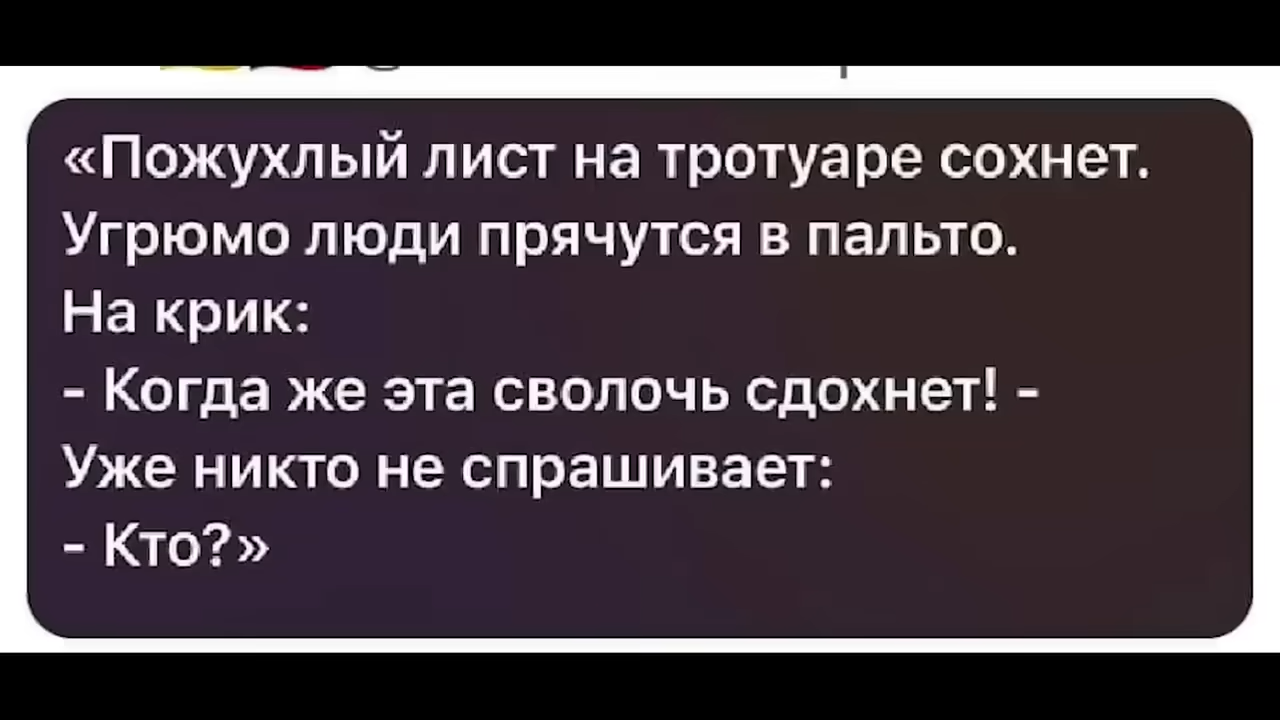 «Пожухлый лист на тротуаре сохнет.
Угрюмо люди прячутся в пальто.
На крик:
- Когда же эта сволочь сдохнет! -
Уже никто не спрашивает:
- Кто?»